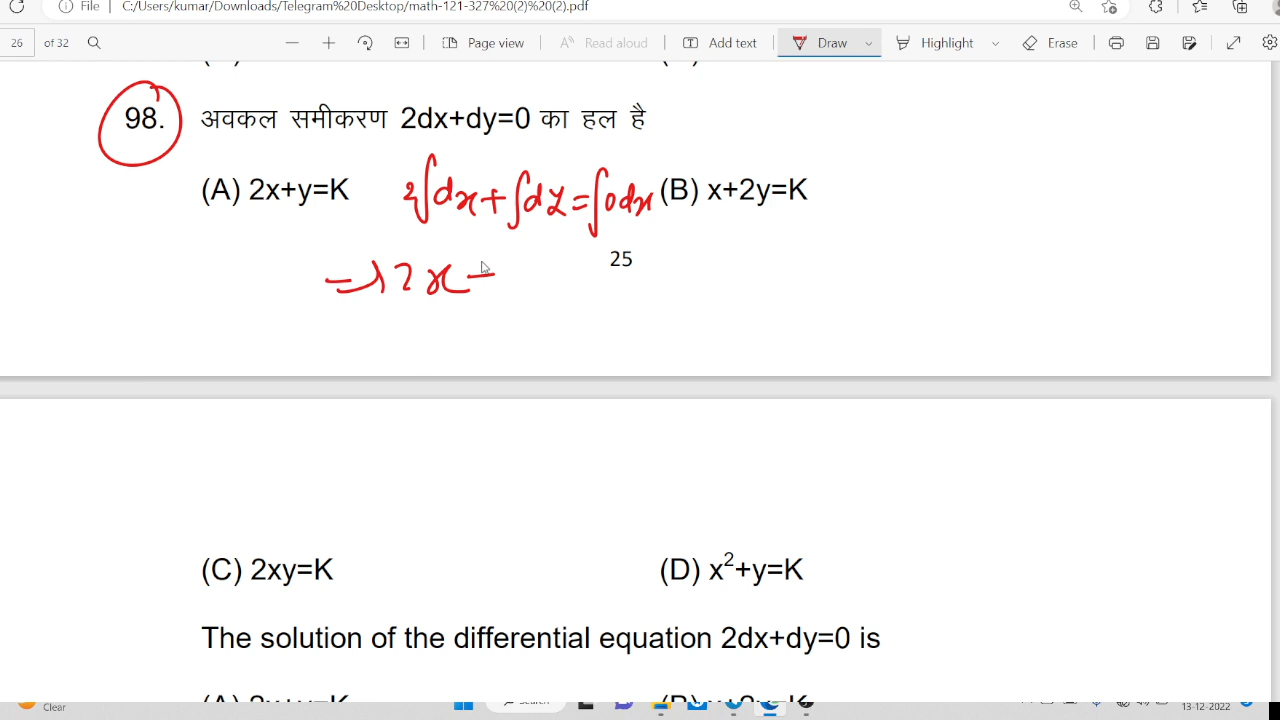 File C:/Users/kumar/Downloads/Telegram%20Desktop/math-121-327%20(2)%20(2).pdf
26 of 32 Page view Read aloud Add text Draw Highlight Erase
98. अवकल समीकरण 2dx+dy=0 का हल है
(A) 2x+y=K 2∫dx+∫dy=∫0dx (B) x+2y=K
25
=> 2x
(C) 2xy=K (D) x²+y=K
The solution of the differential equation 2dx+dy=0 is
(A) 2x+y=K (B) x+2y=K
Clear Search 13-12-2022